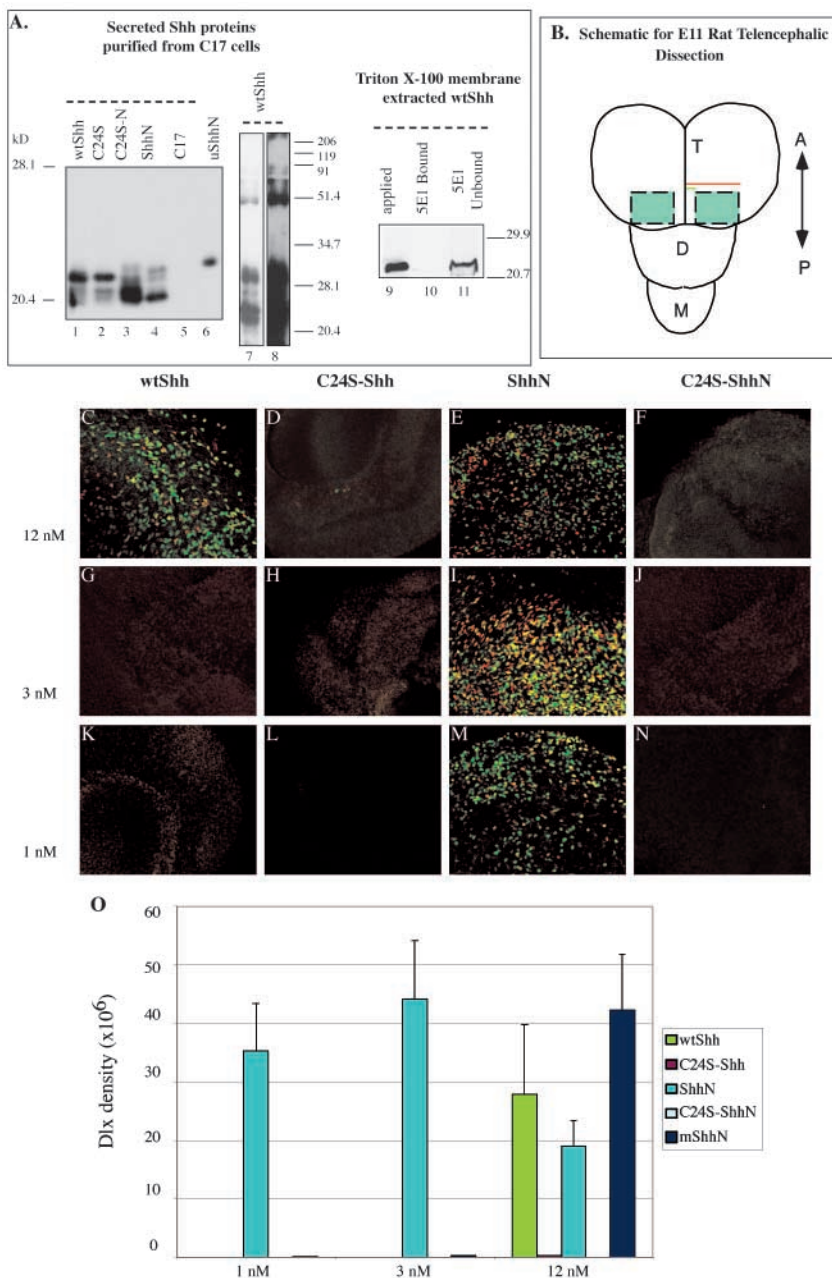 A.
Secreted Shh proteins
purified from C17 cells
kD
wtShh
C24S
C24S-N
ShhN
C17
uShhN
28.1
20.4
1 2 3 4 5 6
wtShh
206
119
91
51.4
34.7
28.1
20.4
7 8
Triton X-100 membrane
extracted wtShh
applied
5E1 Bound
5E1
Unbound
29.9
20.7
9 10 11
B. Schematic for E11 Rat Telencephalic
Dissection
T
A
D
P
M
wtShh C24S-Shh ShhN C24S-ShhN
C D E F
12 nM
G H I J
3 nM
K L M N
1 nM
O
Dlx density (x10⁶)
60
50
40
30
20
10
0
1 nM 3 nM 12 nM
wtShh
C24S-Shh
ShhN
C24S-ShhN
mShhN